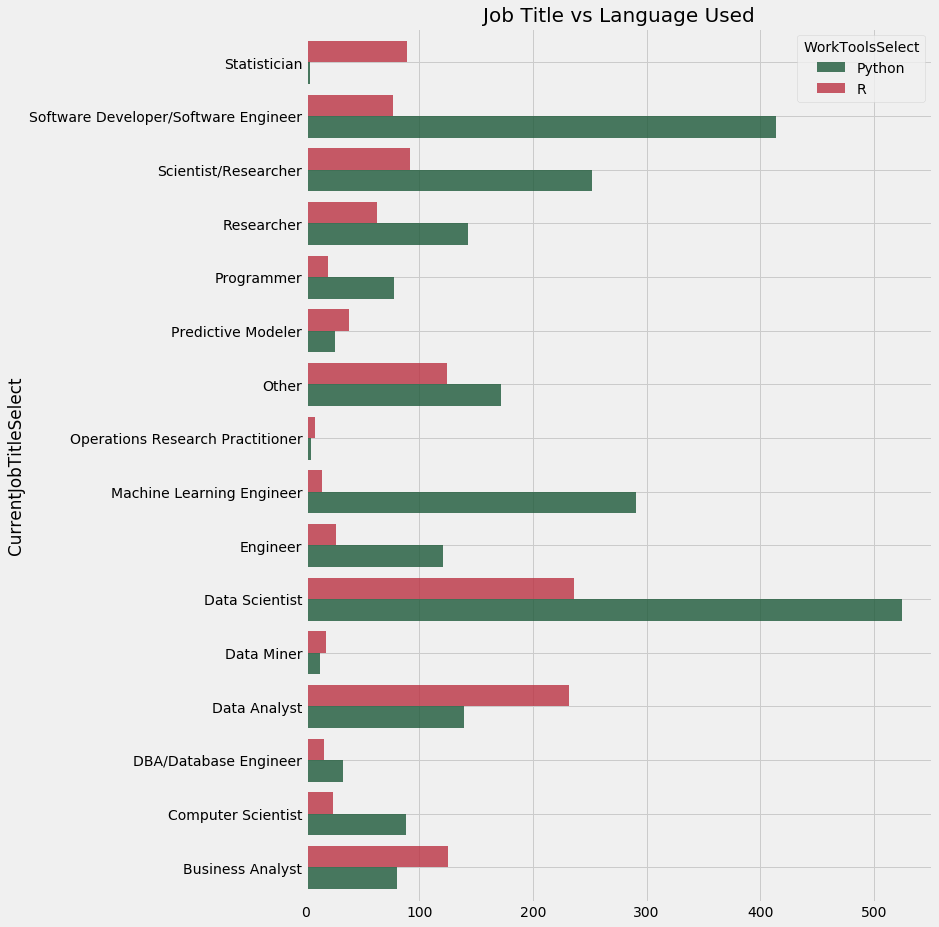 Job Title vs Language Used
WorkToolsSelect
Python
R
CurrentJobTitleSelect
Statistician
Software Developer/Software Engineer
Scientist/Researcher
Researcher
Programmer
Predictive Modeler
Other
Operations Research Practitioner
Machine Learning Engineer
Engineer
Data Scientist
Data Miner
Data Analyst
DBA/Database Engineer
Computer Scientist
Business Analyst
0 100 200 300 400 500